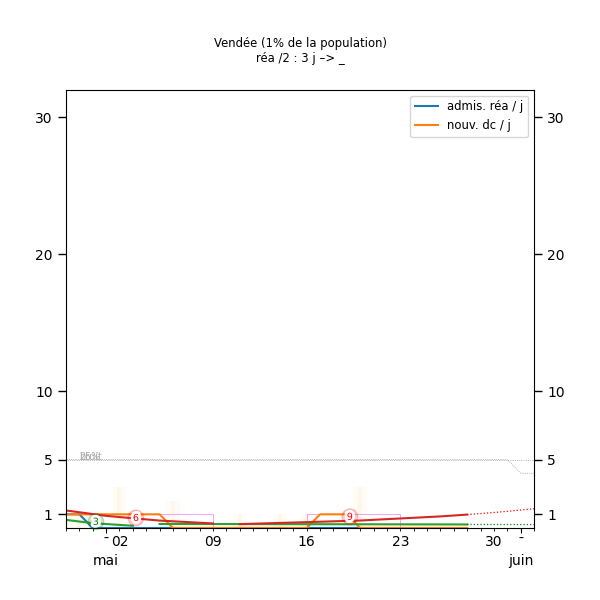 Vendée (1% de la population)
réa /2 : 3 j –> _
admis. réa / j
nouv. dc / j
30 30
20 20
10 10
5 25% 5
1 3 6 9 1
- 02 09 16 23 30 -
mai juin